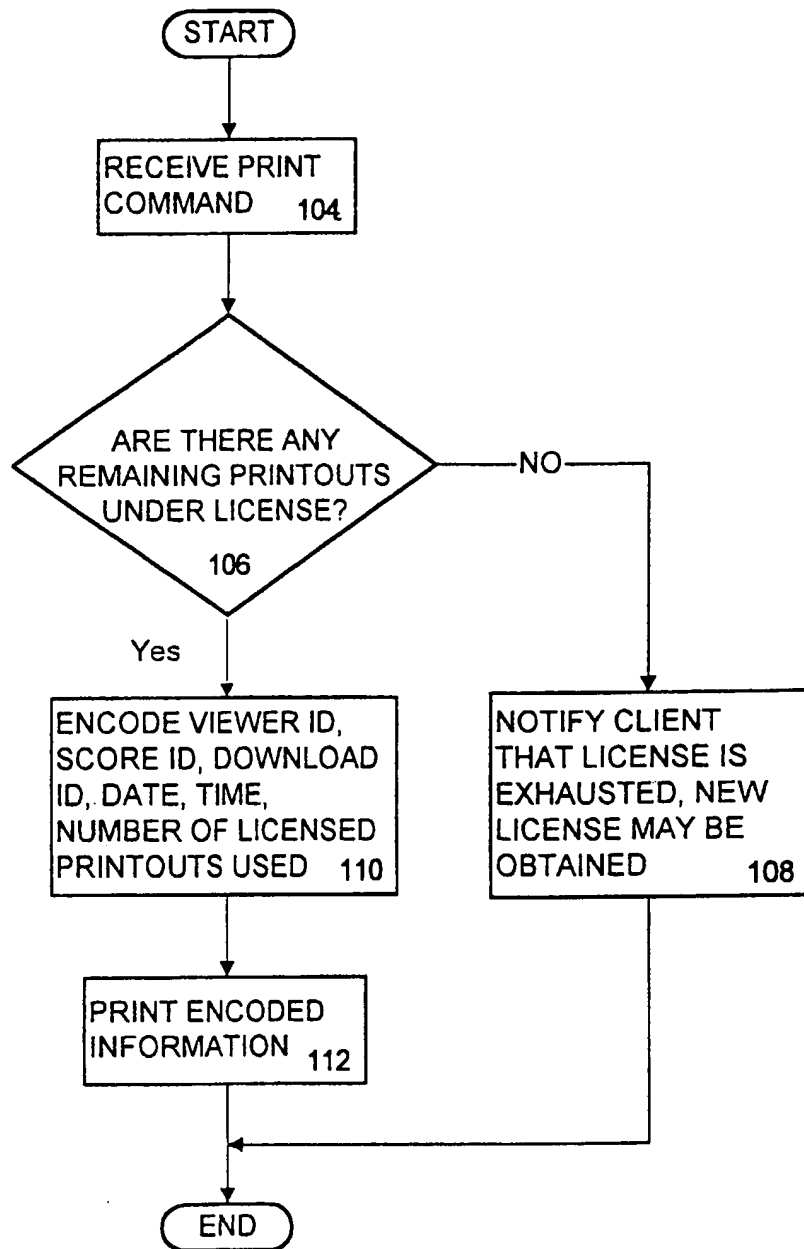 START
RECEIVE PRINT
COMMAND 104
ARE THERE ANY
REMAINING PRINTOUTS
UNDER LICENSE?
106
NO
Yes
ENCODE VIEWER ID,
SCORE ID, DOWNLOAD
ID, DATE, TIME,
NUMBER OF LICENSED
PRINTOUTS USED 110
NOTIFY CLIENT
THAT LICENSE IS
EXHAUSTED, NEW
LICENSE MAY BE
OBTAINED 108
PRINT ENCODED
INFORMATION 112
END